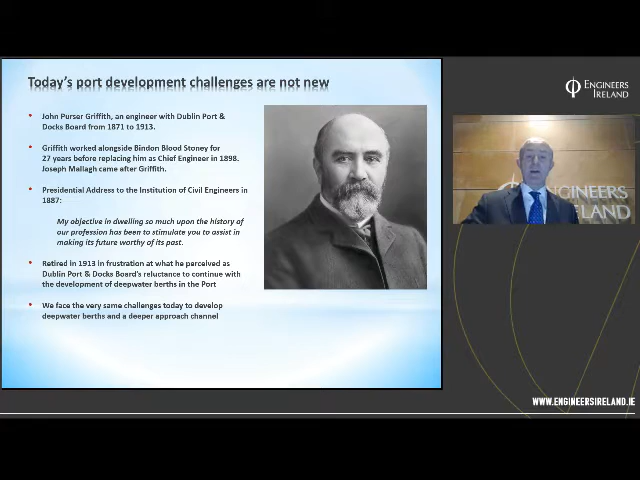 Today's port development challenges are not new
John Purser Griffith, an engineer with Dublin Port &
Docks Board from 1871 to 1913.
Griffith worked alongside Bindon Blood Stoney for
27 years before replacing him as Chief Engineer in 1898.
Joseph Mallagh came after Griffith.
Presidential Address to the Institution of Civil Engineers in
1887:
My objective in dwelling so much upon the history of
our profession has been to stimulate you to assist in
making its future worthy of its past.
Retired in 1913 in frustration at what he perceived as
Dublin Port & Docks Board's reluctance to continue with
the development of deepwater berths in the Port
We face the very same challenges today to develop
deepwater berths and a deeper approach channel
ENGINEERS
IRELAND
ENGINEERS
IRELAND
WWW.ENGINEERSIRELAND.IE